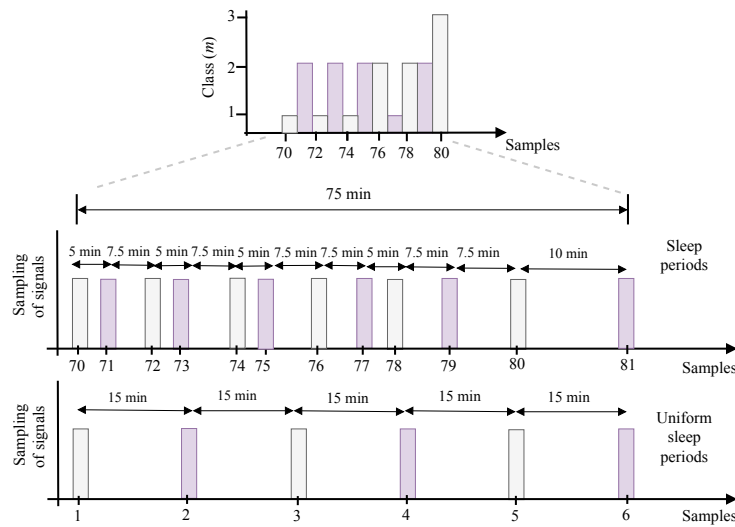 3
2
1
Class (m)
70 72 74 76 78 80
Samples
75 min
5 min 7.5 min 5 min 7.5 min 5 min 7.5 min 7.5 min 5 min 7.5 min 7.5 min 10 min
Sleep
periods
Sampling
of signals
70 71 72 73 74 75 76 77 78 79 80 81
Samples
15 min 15 min 15 min 15 min 15 min
Uniform
sleep
periods
Sampling
of signals
1 2 3 4 5 6
Samples